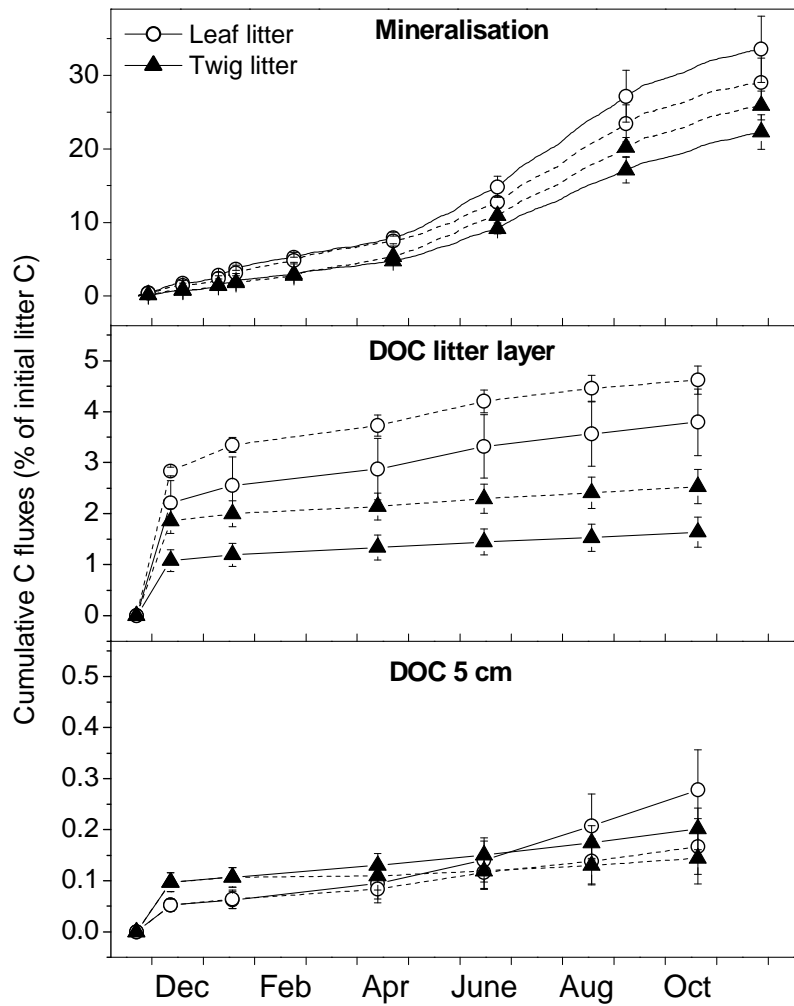 Mineralisation
Leaf litter
Twig litter
30
20
10
0
DOC litter layer
5
4
3
2
1
0
DOC 5 cm
0.5
0.4
0.3
0.2
0.1
0.0
Cumulative C fluxes (% of initial litter C)
Dec Feb Apr June Aug Oct